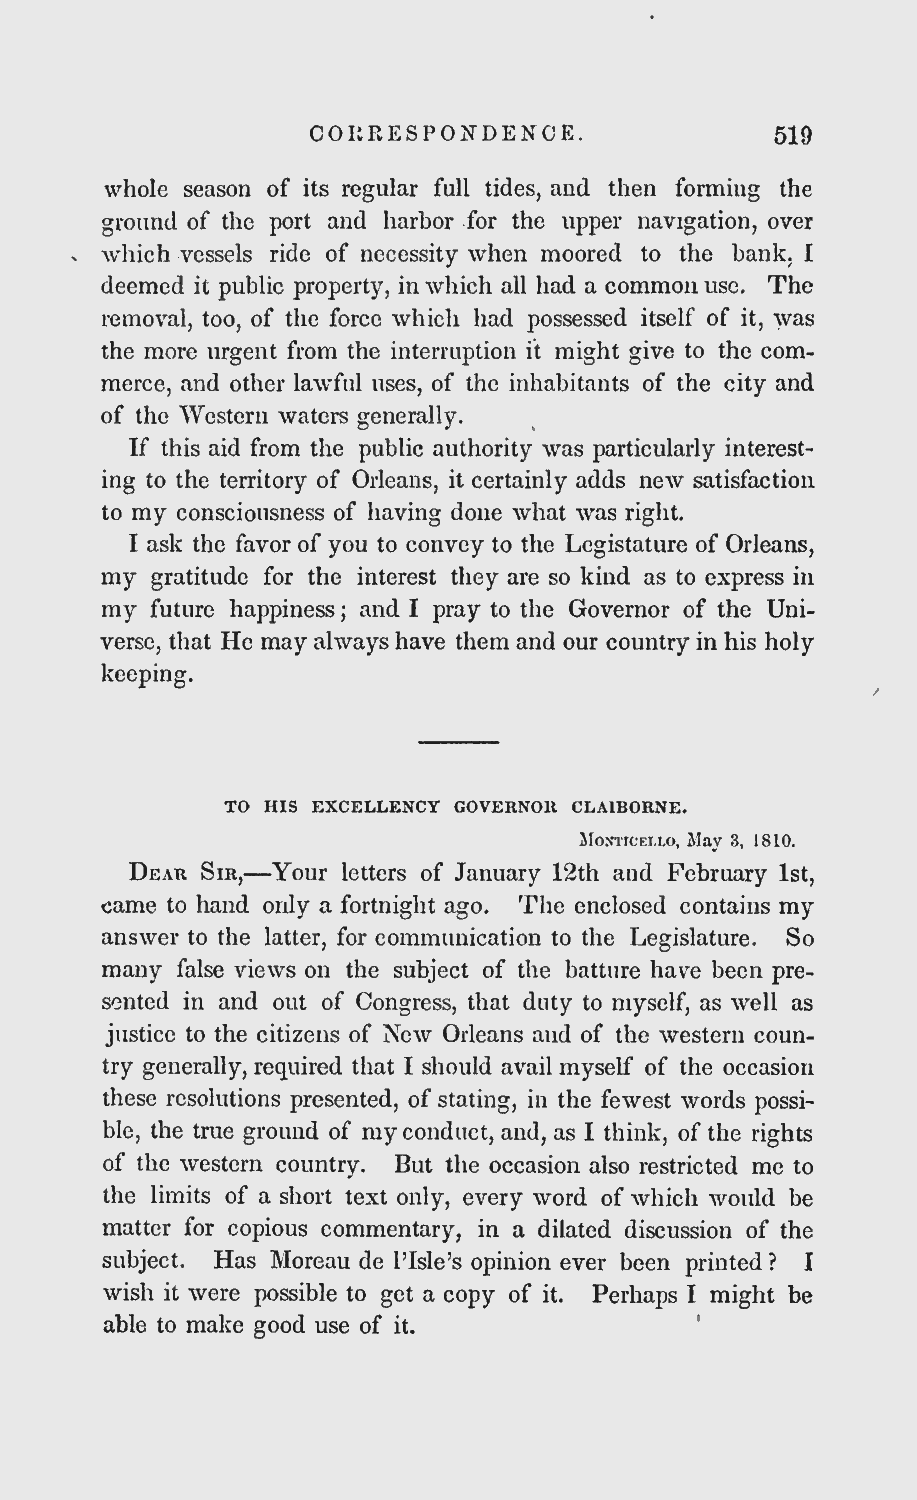 CORRESPONDENCE. 519
whole season of its regular full tides, and then forming the
ground of the port and harbor for the upper navigation, over
which vessels ride of necessity when moored to the bank, I
deemed it public property, in which all had a common use. The
removal, too, of the force which had possessed itself of it, was
the more urgent from the interruption it might give to the com-
merce, and other lawful uses, of the inhabitants of the city and
of the Western waters generally.
If this aid from the public authority was particularly interest-
ing to the territory of Orleans, it certainly adds new satisfaction
to my consciousness of having done what was right.
I ask the favor of you to convey to the Legistature of Orleans,
my gratitude for the interest they are so kind as to express in
my future happiness; and I pray to the Governor of the Uni-
verse, that He may always have them and our country in his holy
keeping.
TO HIS EXCELLENCY GOVERNOR CLAIBORNE.
MONTICELLO, May 3, 1810.
DEAR SIR,—Your letters of January 12th and February 1st,
came to hand only a fortnight ago. The enclosed contains my
answer to the latter, for communication to the Legislature. So
many false views on the subject of the batture have been pre-
sented in and out of Congress, that duty to myself, as well as
justice to the citizens of New Orleans and of the western coun-
try generally, required that I should avail myself of the occasion
these resolutions presented, of stating, in the fewest words possi-
ble, the true ground of my conduct, and, as I think, of the rights
of the western country. But the occasion also restricted me to
the limits of a short text only, every word of which would be
matter for copious commentary, in a dilated discussion of the
subject. Has Moreau de l'Isle's opinion ever been printed? I
wish it were possible to get a copy of it. Perhaps I might be
able to make good use of it.